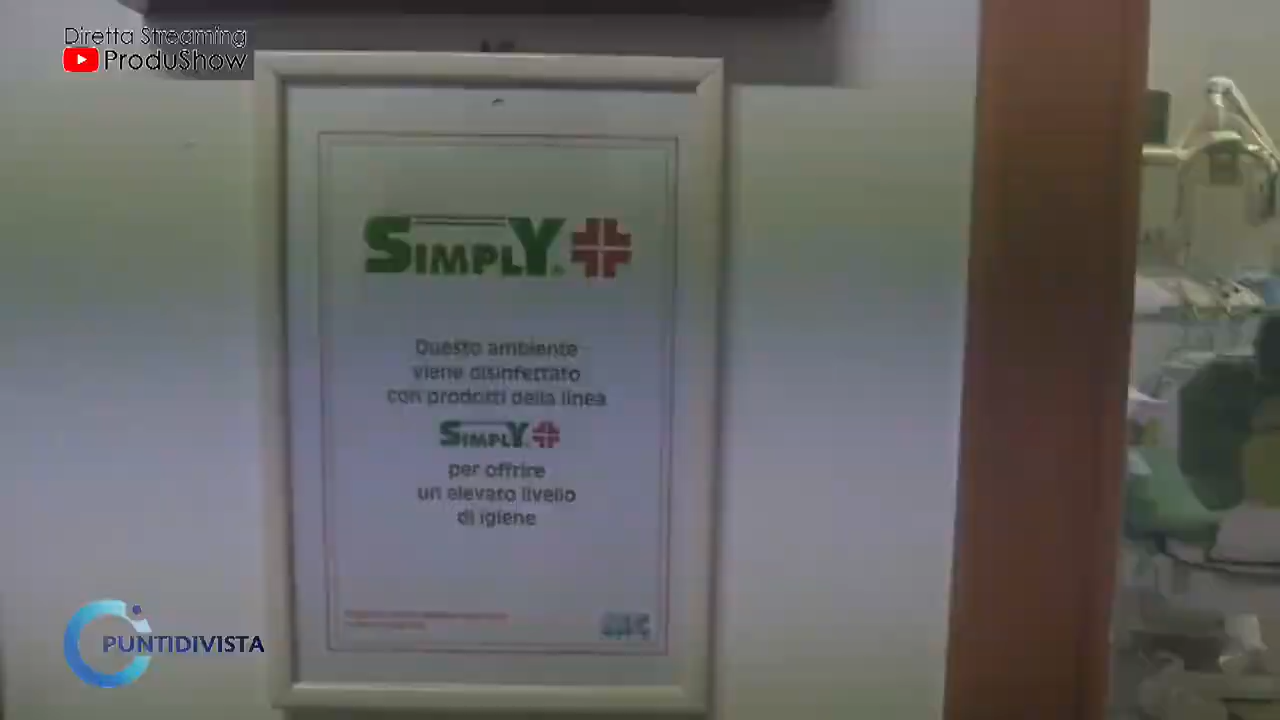 Diretta Streaming
ProduShow
SIMPLY
Questo ambiente
viene disinfettato
con prodotti della linea
SIMPLY
per offrire
un elevato livello
di igiene
PUNTIDIVISTA